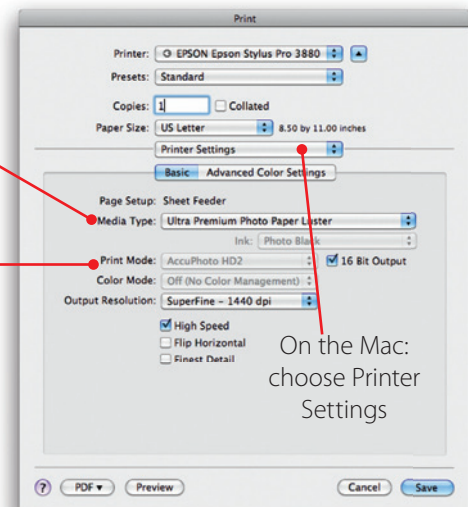 Print
Printer: EPSON Epson Stylus Pro 3880
Presets: Standard
Copies: 1 Collated
Paper Size: US Letter 8.50 by 11.00 inches
Printer Settings
Basic Advanced Color Settings
Page Setup: Sheet Feeder
Media Type: Ultra Premium Photo Paper Luster
Ink: Photo Black
Print Mode: AccuPhoto HD2 16 Bit Output
Color Mode: Off (No Color Management)
Output Resolution: SuperFine - 1440 dpi
High Speed
Flip Horizontal
Finest Detail
On the Mac:
choose Printer
Settings
? PDF▾ Preview Cancel Save